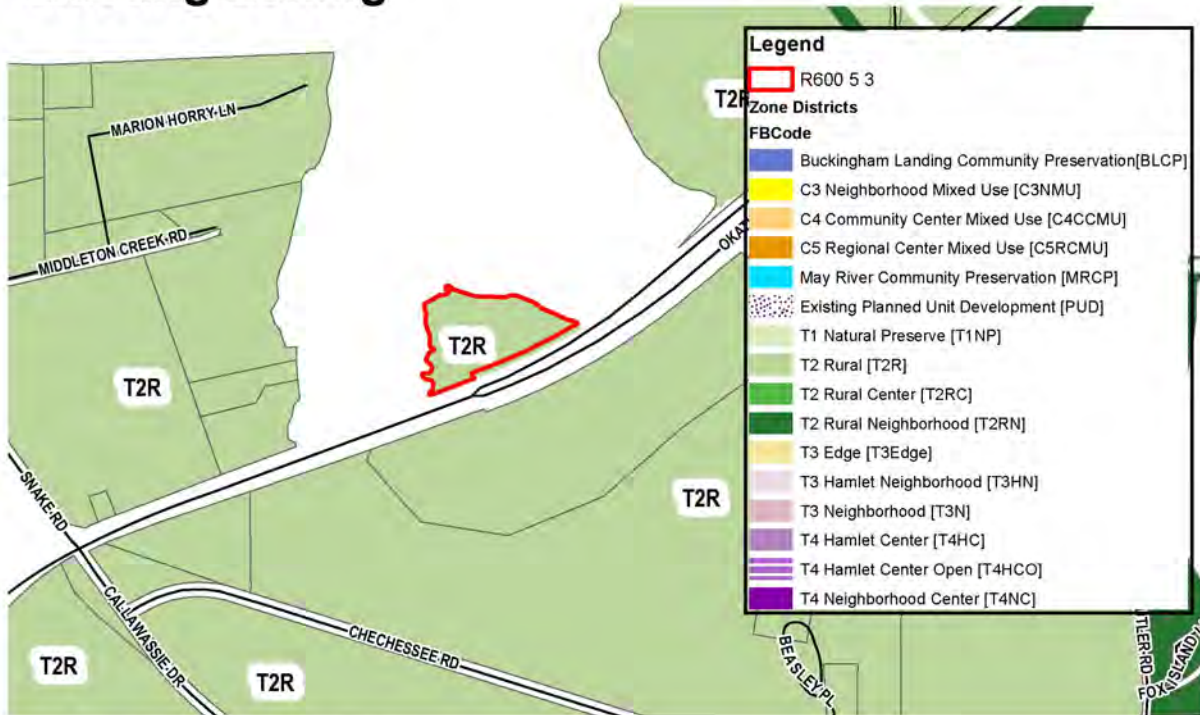 MARION HORRY LN
MIDDLETON CREEK RD
T2R
T2R
T2R
T2R
T2R
T2R
SNAKE RD
CALLAWASSIE DR
CHECHESSEE RD
BEASLEY PL
Legend
R600 5 3
Zone Districts
FBCode
Buckingham Landing Community Preservation[BLCP]
C3 Neighborhood Mixed Use [C3NMU]
C4 Community Center Mixed Use [C4CCMU]
C5 Regional Center Mixed Use [C5RCMU]
May River Community Preservation [MRCP]
Existing Planned Unit Development [PUD]
T1 Natural Preserve [T1NP]
T2 Rural [T2R]
T2 Rural Center [T2RC]
T2 Rural Neighborhood [T2RN]
T3 Edge [T3Edge]
T3 Hamlet Neighborhood [T3HN]
T3 Neighborhood [T3N]
T4 Hamlet Center [T4HC]
T4 Hamlet Center Open [T4HCO]
T4 Neighborhood Center [T4NC]